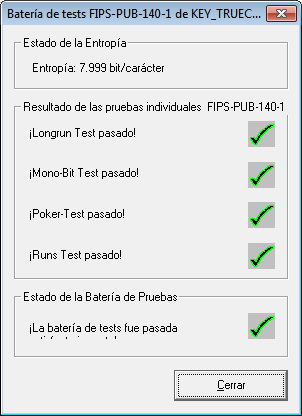 Batería de tests FIPS-PUB-140-1 de KEY_TRUEC...
Estado de la Entropía
Entropía: 7.999 bit/carácter
Resultado de las pruebas individuales FIPS-PUB-140-1
¡Longrun Test pasado!
¡Mono-Bit Test pasado!
¡Poker-Test pasado!
¡Runs Test pasado!
Estado de la Batería de Pruebas
¡La batería de tests fue pasada
Cerrar